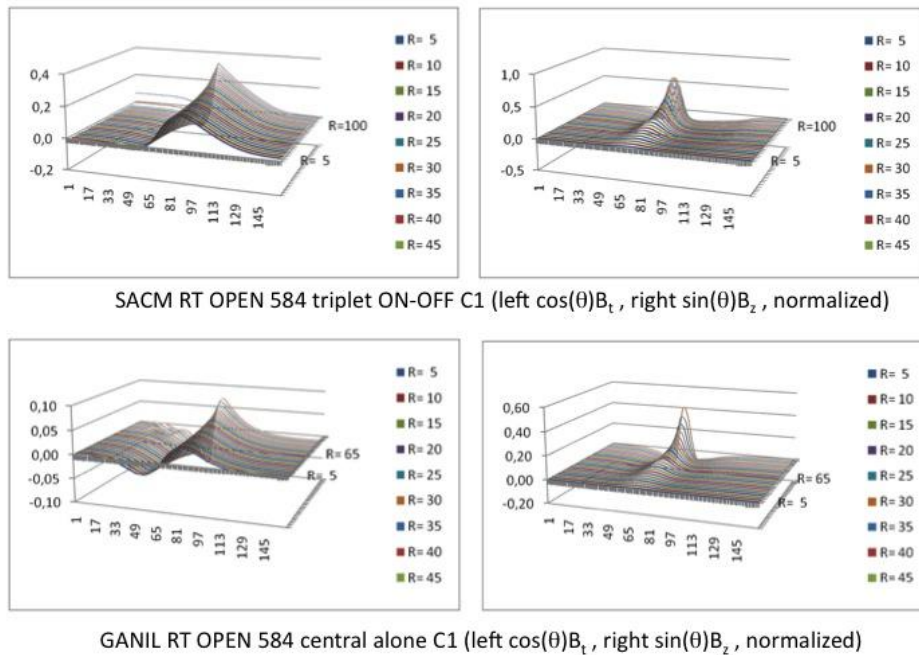 0,4
0,2
0,0
-0,2
1
17
33
49
65
81
97
113
129
145
R=100
R= 5
R= 5
R= 10
R= 15
R= 20
R= 25
R= 30
R= 35
R= 40
R= 45
1,0
0,5
0,0
-0,5
1
17
33
49
65
81
97
113
129
145
R=100
R= 5
R= 5
R= 10
R= 15
R= 20
R= 25
R= 30
R= 35
R= 40
R= 45
SACM RT OPEN 584 triplet ON-OFF C1 (left cos(θ)Bt , right sin(θ)Bz , normalized)
0,10
0,05
0,00
-0,05
-0,10
1
17
33
49
65
81
97
113
129
145
R= 65
R= 5
R= 5
R= 10
R= 15
R= 20
R= 25
R= 30
R= 35
R= 40
R= 45
0,60
0,40
0,20
0,00
-0,20
1
17
33
49
65
81
97
113
129
145
R= 65
R= 5
R= 5
R= 10
R= 15
R= 20
R= 25
R= 30
R= 35
R= 40
R= 45
GANIL RT OPEN 584 central alone C1 (left cos(θ)Bt , right sin(θ)Bz , normalized)